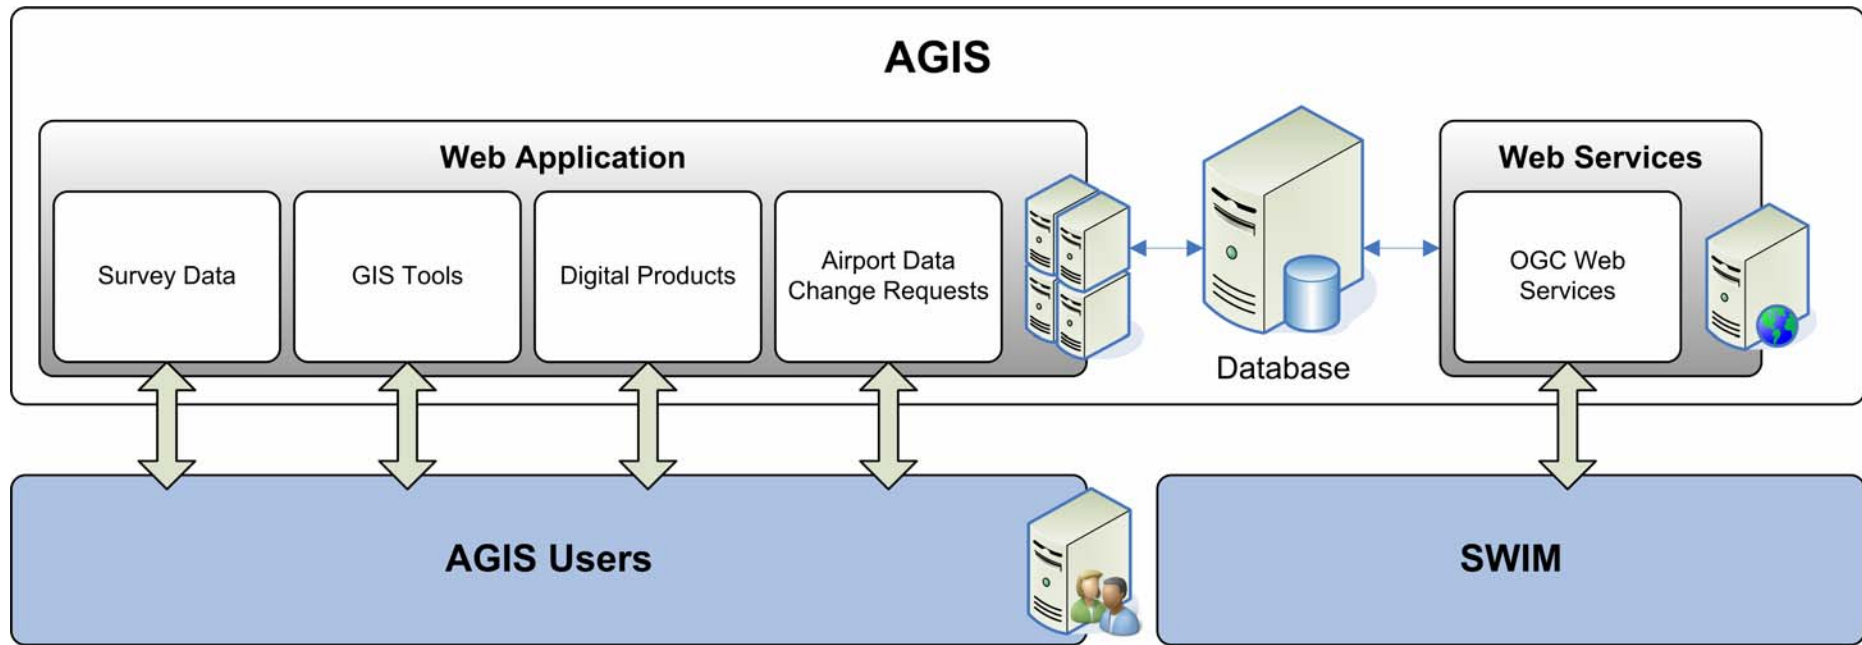 AGIS
Web Application
Web Services
Survey Data
GIS Tools
Digital Products
Airport Data
Change Requests
OGC Web
Services
Database
AGIS Users
SWIM